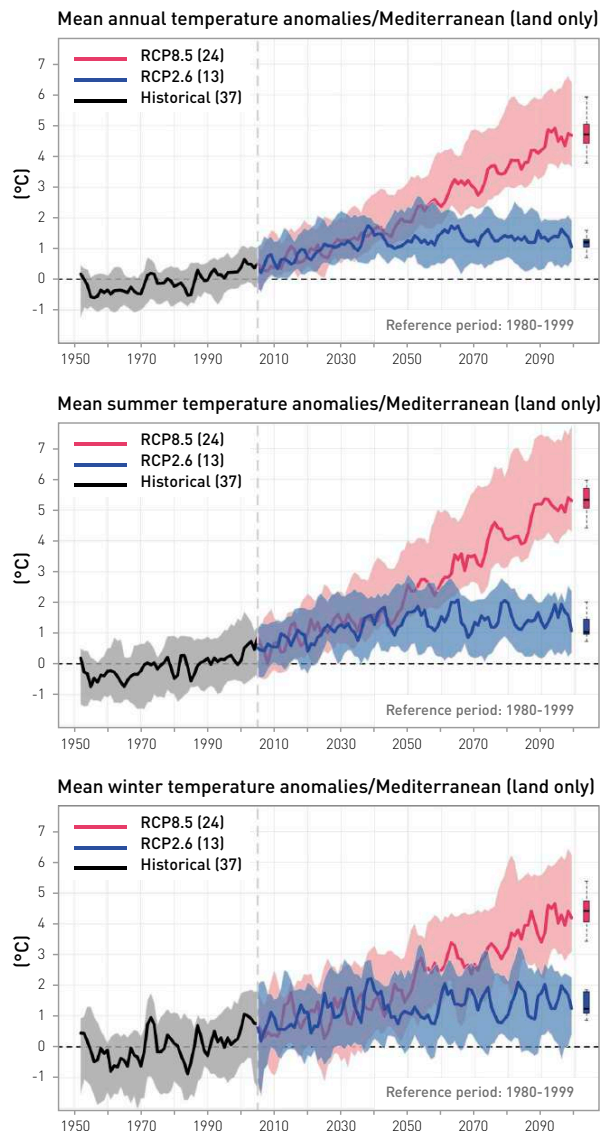 Mean annual temperature anomalies/Mediterranean (land only)
RCP8.5 (24)
RCP2.6 (13)
Historical (37)
7
6
5
4
3
2
1
0
-1
(°C)
Reference period: 1980-1999
1950 1970 1990 2010 2030 2050 2070 2090
Mean summer temperature anomalies/Mediterranean (land only)
RCP8.5 (24)
RCP2.6 (13)
Historical (37)
7
6
5
4
3
2
1
0
-1
(°C)
Reference period: 1980-1999
1950 1970 1990 2010 2030 2050 2070 2090
Mean winter temperature anomalies/Mediterranean (land only)
RCP8.5 (24)
RCP2.6 (13)
Historical (37)
7
6
5
4
3
2
1
0
-1
(°C)
Reference period: 1980-1999
1950 1970 1990 2010 2030 2050 2070 2090